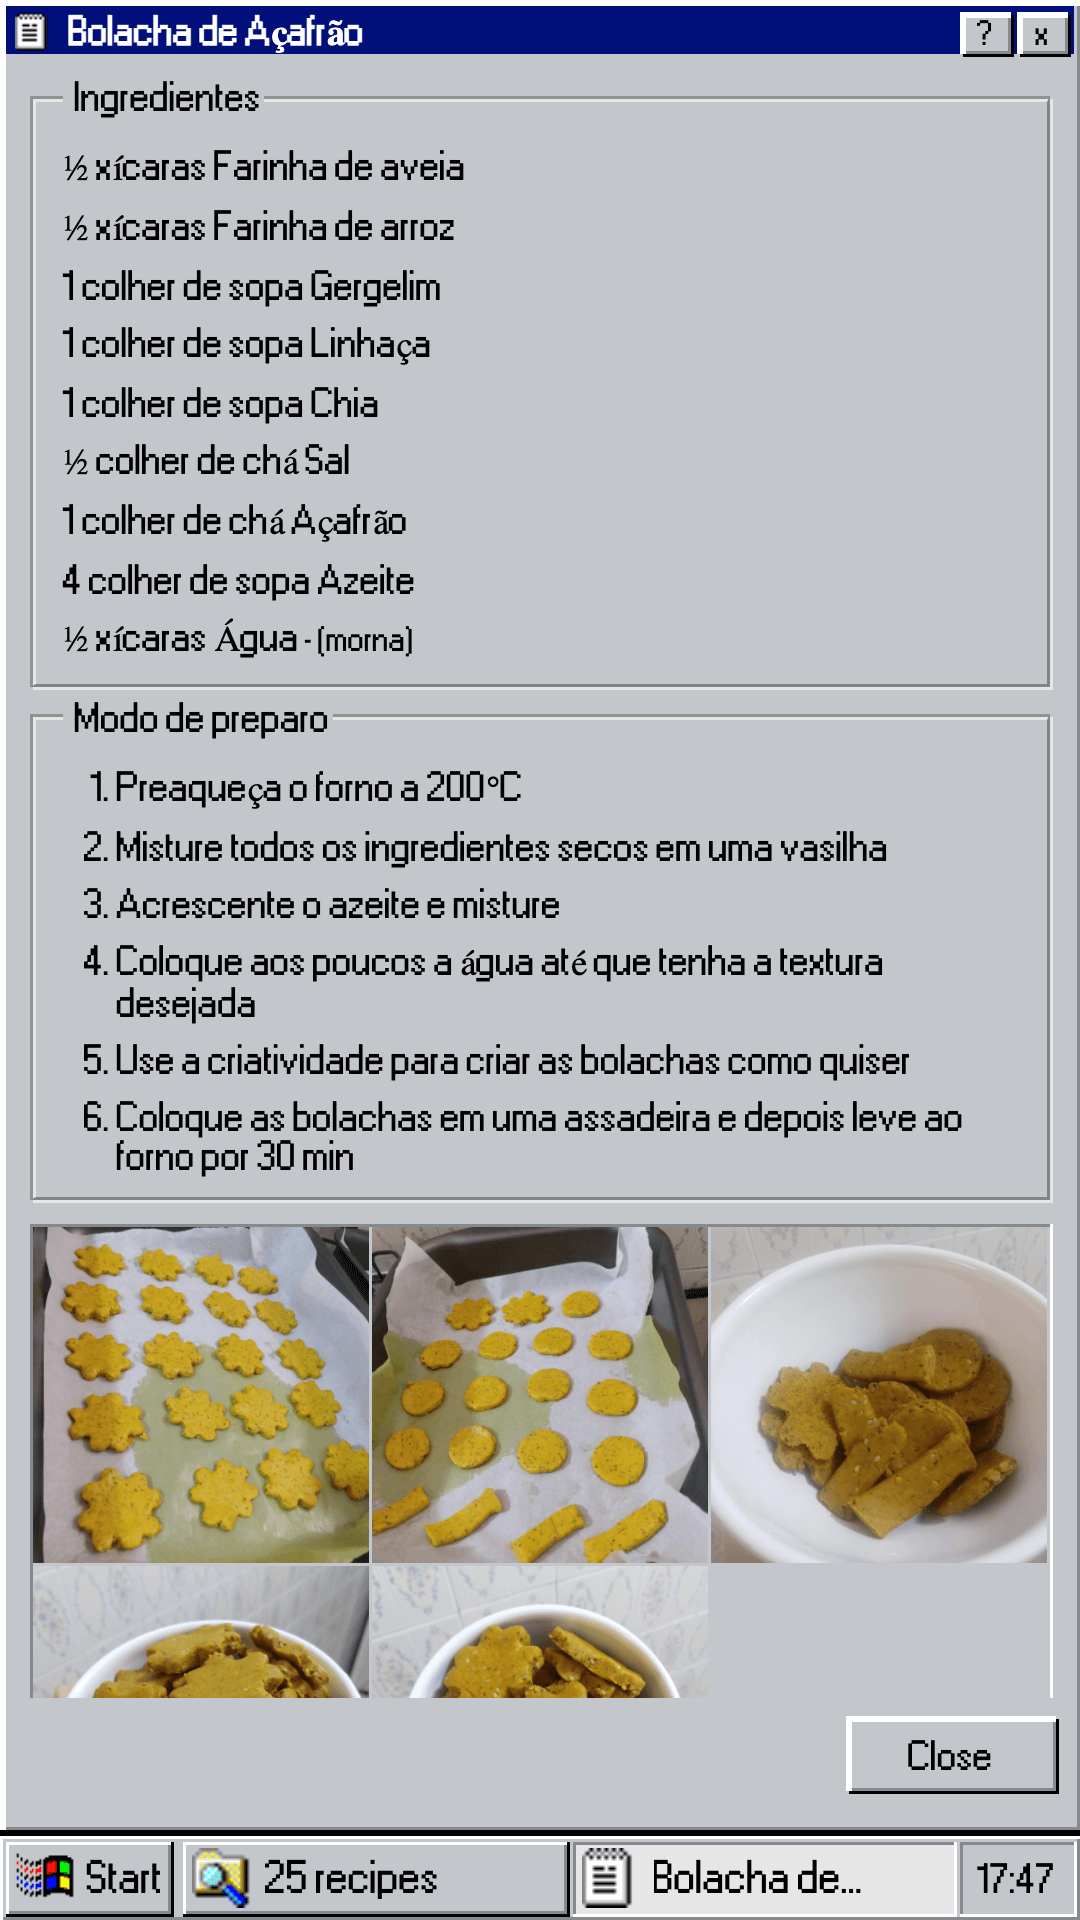 Bolacha de Açafrão
? x
Ingredientes
½ xícaras Farinha de aveia
½ xícaras Farinha de arroz
1 colher de sopa Gergelim
1 colher de sopa Linhaça
1 colher de sopa Chia
½ colher de chá Sal
1 colher de chá Açafrão
4 colher de sopa Azeite
½ xícaras Água - (morna)
Modo de preparo
1. Preaqueça o forno a 200°C
2. Misture todos os ingredientes secos em uma vasilha
3. Acrescente o azeite e misture
4. Coloque aos poucos a água até que tenha a textura
desejada
5. Use a criatividade para criar as bolachas como quiser
6. Coloque as bolachas em uma assadeira e depois leve ao
forno por 30 min
Close
Start 25 recipes Bolacha de... 17:47